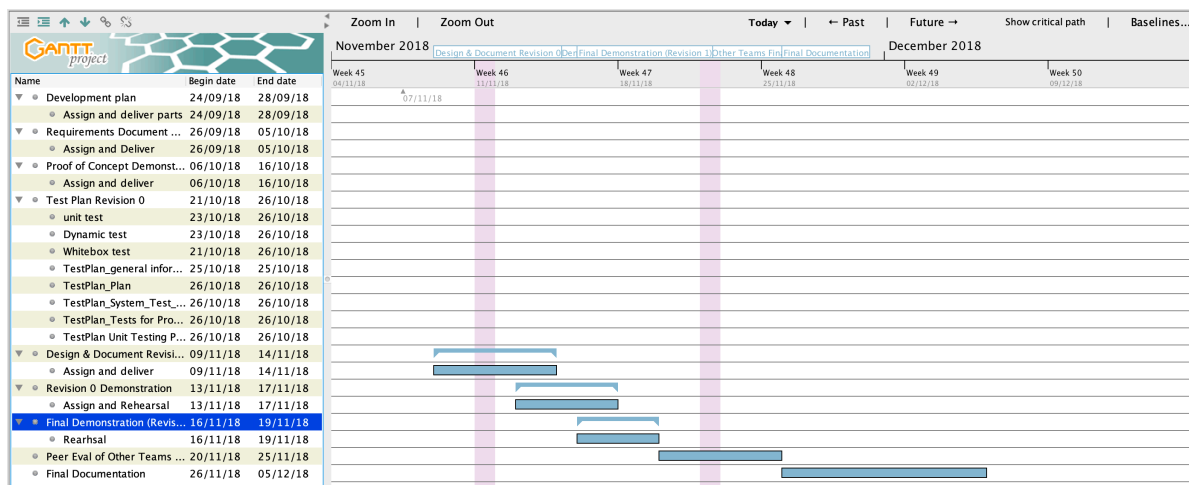 Zoom In | Zoom Out Today ▼ | ← Past | Future → Show critical path | Baselines...
GANTT project
November 2018 December 2018
Design & Document Revision 0 Der Final Demonstration (Revision 1) Other Teams Fin Final Documentation
Week 45 Week 46 Week 47 Week 48 Week 49 Week 50
04/11/18 11/11/18 18/11/18 25/11/18 02/12/18 09/12/18
Name Begin date End date
07/11/18
Development plan 24/09/18 28/09/18
Assign and deliver parts 24/09/18 28/09/18
Requirements Document ... 26/09/18 05/10/18
Assign and Deliver 26/09/18 05/10/18
Proof of Concept Demonst... 06/10/18 16/10/18
Assign and deliver 06/10/18 16/10/18
Test Plan Revision 0 21/10/18 26/10/18
unit test 23/10/18 26/10/18
Dynamic test 23/10/18 26/10/18
Whitebox test 21/10/18 26/10/18
TestPlan_general infor... 25/10/18 25/10/18
TestPlan_Plan 26/10/18 26/10/18
TestPlan_System_Test_... 26/10/18 26/10/18
TestPlan_Tests for Pro... 26/10/18 26/10/18
TestPlan Unit Testing P... 26/10/18 26/10/18
Design & Document Revisi... 09/11/18 14/11/18
Assign and deliver 09/11/18 14/11/18
Revision 0 Demonstration 13/11/18 17/11/18
Assign and Rehearsal 13/11/18 17/11/18
Final Demonstration (Revis... 16/11/18 19/11/18
Rearhsal 16/11/18 19/11/18
Peer Eval of Other Teams ... 20/11/18 25/11/18
Final Documentation 26/11/18 05/12/18